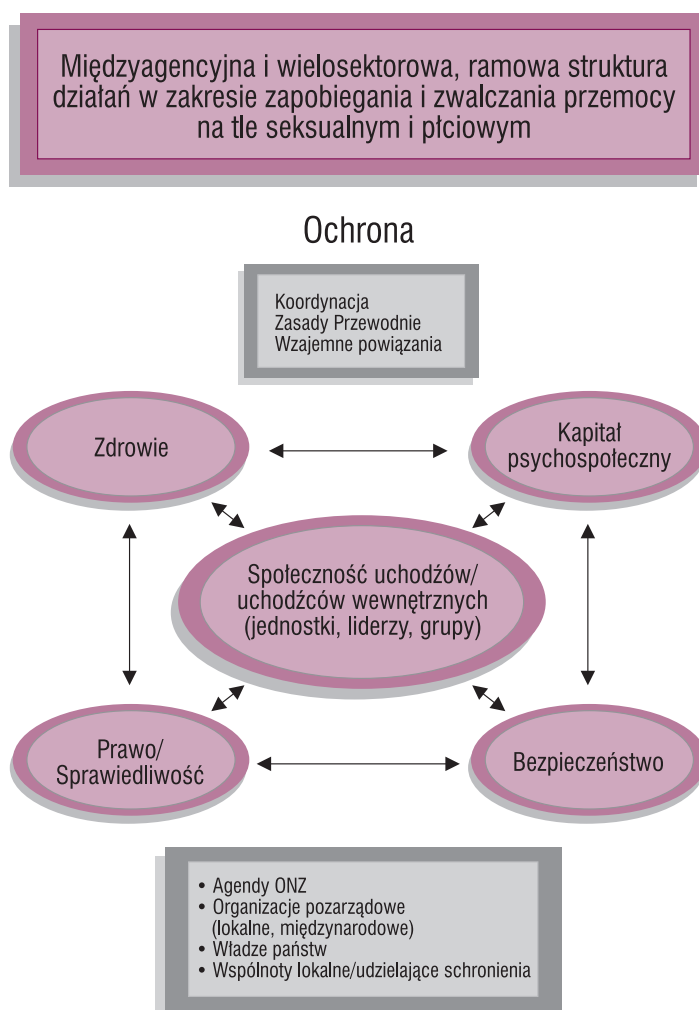 Międzyagencyjna i wielosektorowa, ramowa struktura
działań w zakresie zapobiegania i zwalczania przemocy
na tle seksualnym i płciowym
Ochrona
Koordynacja
Zasady Przewodnie
Wzajemne powiązania
Zdrowie
Kapitał
psychospołeczny
Społeczność uchodźów/
uchodźców wewnętrznych
(jednostki, liderzy, grupy)
Prawo/
Sprawiedliwość
Bezpieczeństwo
• Agendy ONZ
• Organizacje pozarządowe
(lokalne, międzynarodowe)
• Władze państw
• Wspólnoty lokalne/udzielające schronienia